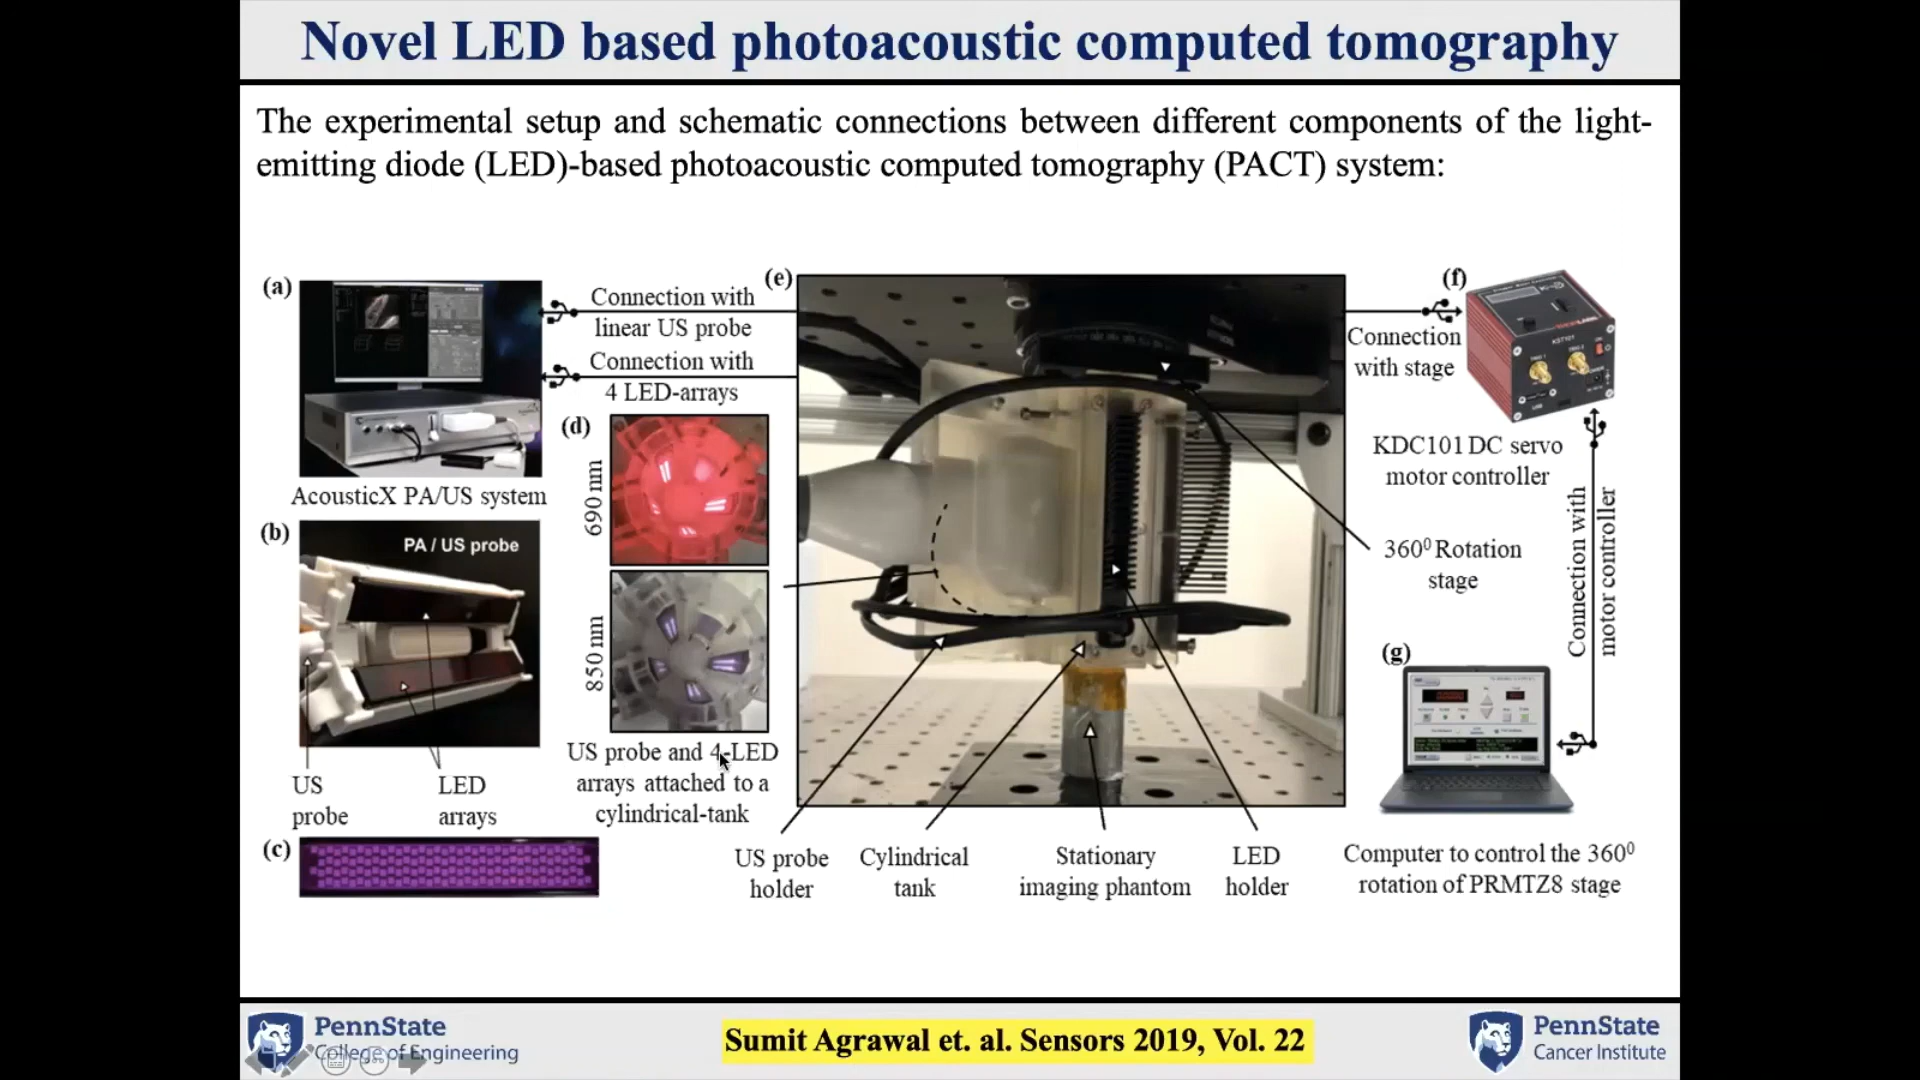 Novel LED based photoacoustic computed tomography
The experimental setup and schematic connections between different components of the light-
emitting diode (LED)-based photoacoustic computed tomography (PACT) system:
(a)
AcousticX PA/US system
Connection with
linear US probe
Connection with
4 LED-arrays
(b)
PA / US probe
US
probe
LED
arrays
(c)
(d)
690 nm
850 nm
US probe and 4-LED
arrays attached to a
cylindrical-tank
(e)
US probe
holder
Cylindrical
tank
Stationary
imaging phantom
LED
holder
Connection
with stage
(f)
KST101
KDC101 DC servo
motor controller
360⁰ Rotation
stage
Connection with
motor controller
(g)
Computer to control the 360⁰
rotation of PRMTZ8 stage
PennState
College of Engineering
Sumit Agrawal et. al. Sensors 2019, Vol. 22
PennState
Cancer Institute